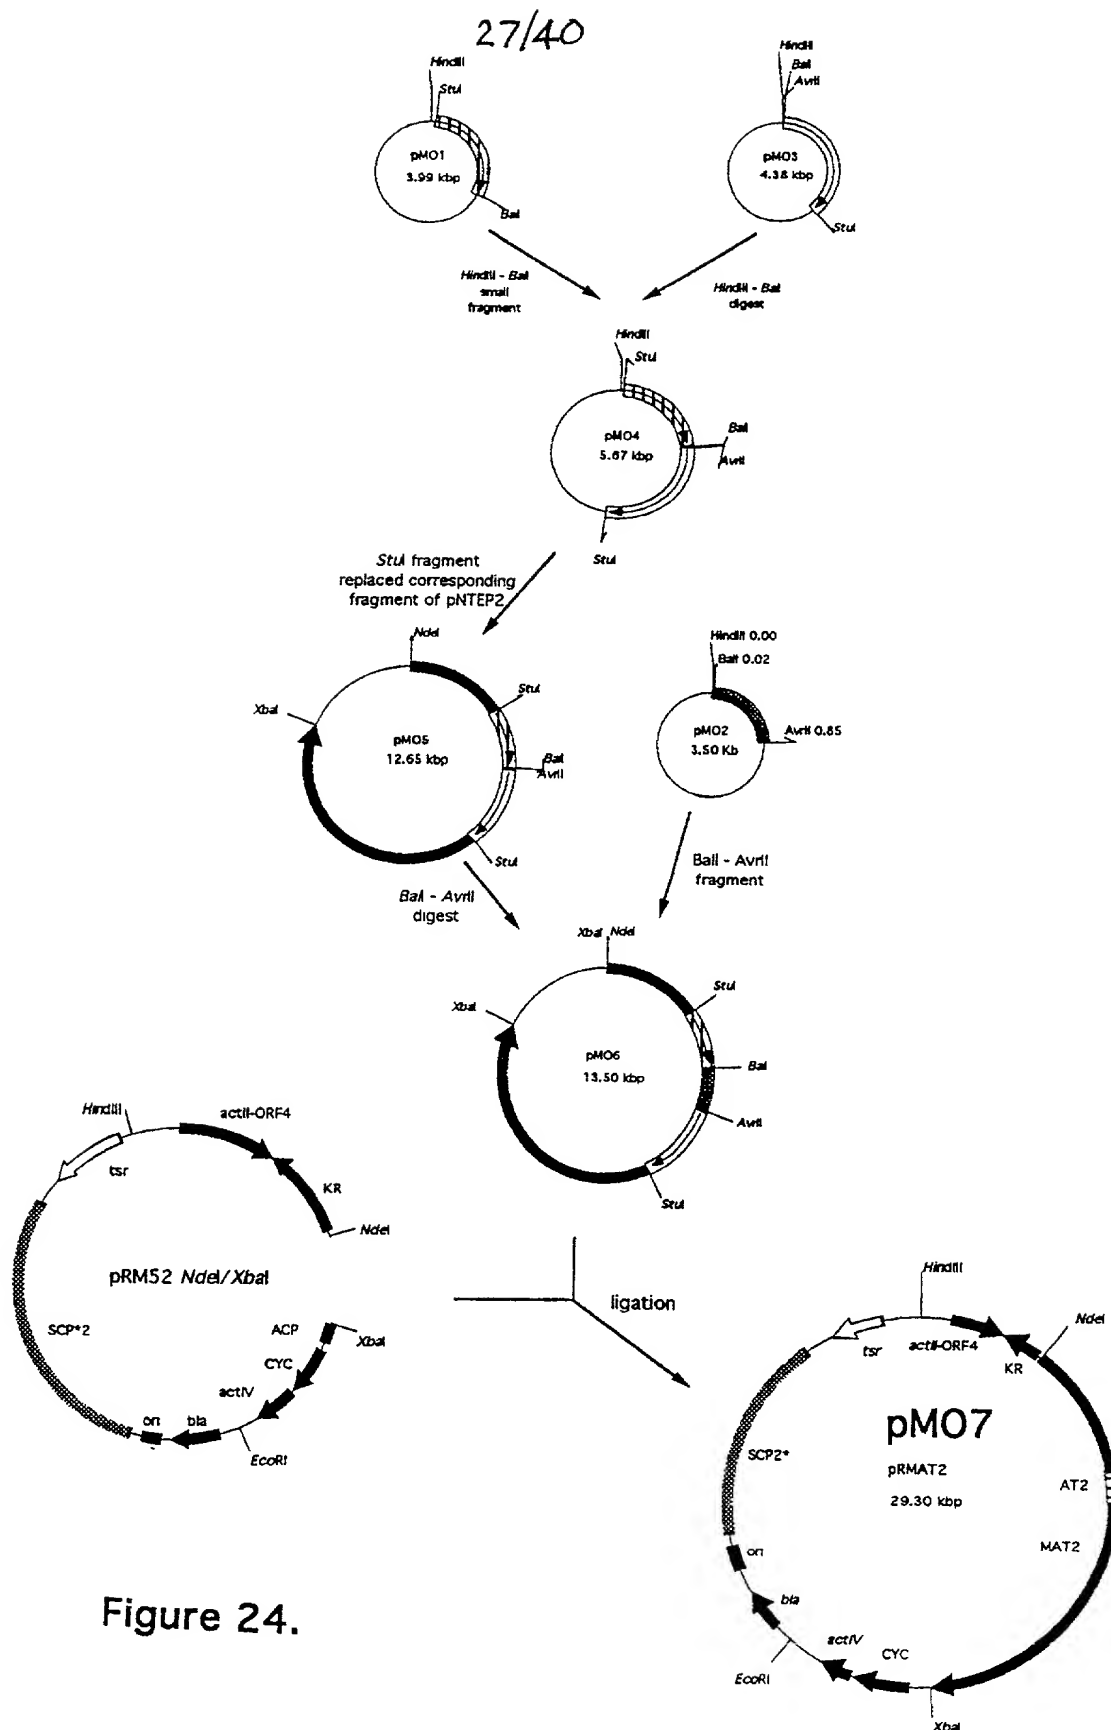 27/40
HindIII
StuI
pMO1
3.99 kbp
BalI
HindIII
BalI
AvrII
pMO3
4.38 kbp
StuI
HindIII - BalI
small
fragment
HindIII - BalI
digest
HindIII
StuI
pMO4
5.67 kbp
BalI
AvrII
StuI
StuI fragment
replaced corresponding
fragment of pNTEP2
NdeI
StuI
XbaI
pMO5
12.65 kbp
BalI
AvrII
StuI
HindIII 0.00
BalI 0.02
pMO2
3.50 Kb
AvrII 0.85
BalI - AvrII
digest
BalI - AvrII
fragment
XbaI NdeI
StuI
XbaI
pMO6
13.50 kbp
BalI
AvrII
StuI
HindIII
actII-ORF4
tsr
KR
NdeI
pRM52 NdeI/XbaI
SCP*2
ACP
XbaI
CYC
actIV
ori
bla
EcoRI
ligation
HindIII
NdeI
tsr
actII-ORF4
KR
pMO7
pRMAT2
29.30 kbp
SCP2*
AT2
MAT2
ori
bla
actIV
CYC
EcoRI
XbaI
Figure 24.